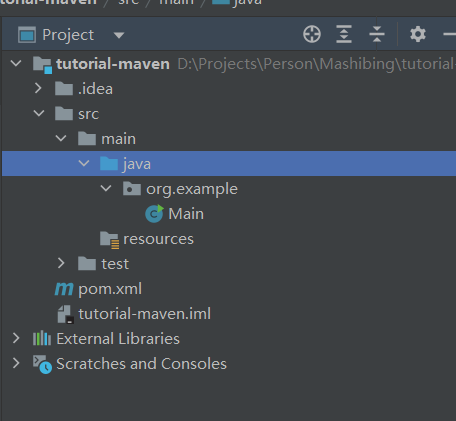 tutorial-maven src main java
Project
tutorial-maven D:\Projects\Person\Mashibing\tutorial-
.idea
src
main
java
org.example
Main
resources
test
pom.xml
tutorial-maven.iml
External Libraries
Scratches and Consoles